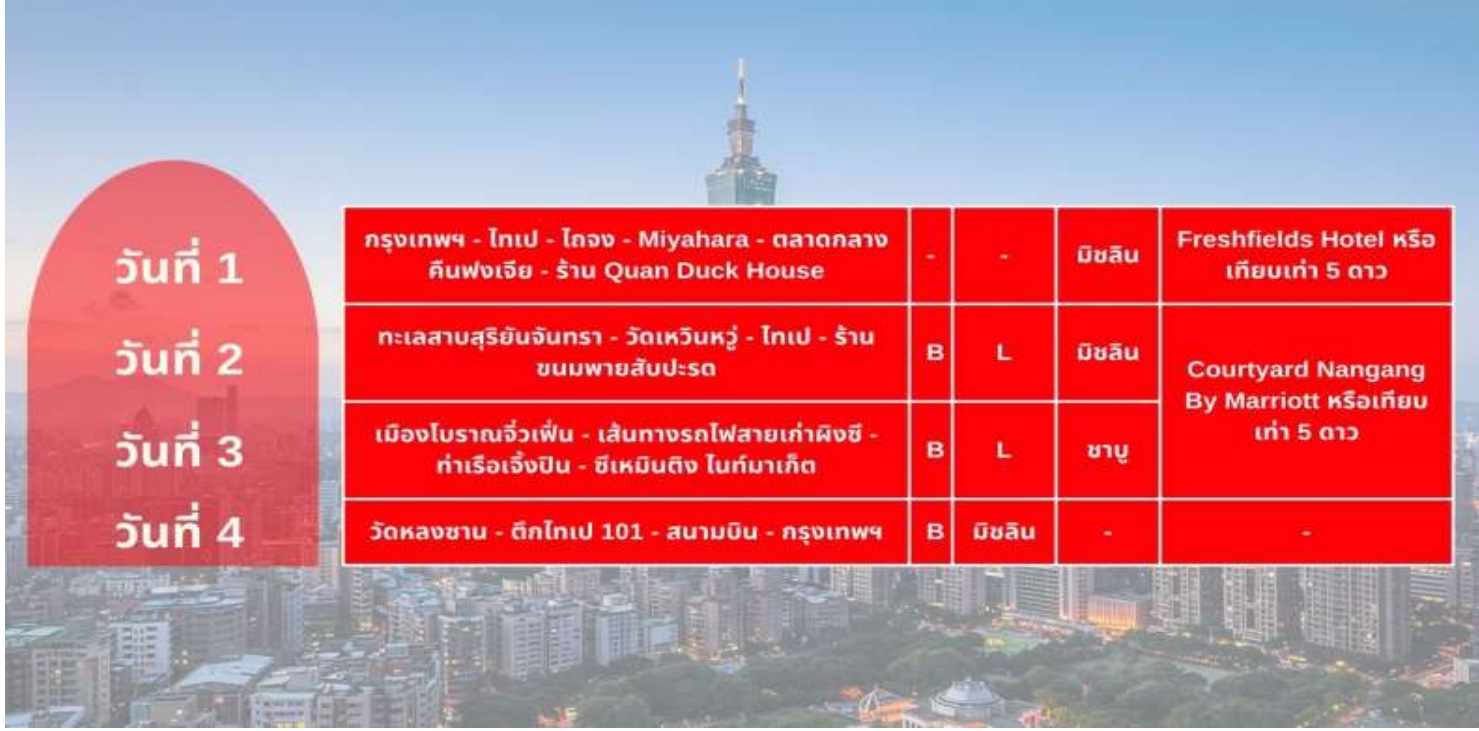 วันที่ 1
กรุงเทพฯ - ไทเป - ไถจง - Miyahara - ตลาดกลาง
คืนฟงเจีย - ร้าน Quan Duck House
-
-
มิชลิน
Freshfields Hotel หรือ
เทียบเท่า 5 ดาว
วันที่ 2
ทะเลสาบสุริยันจันทรา - วัดเหวินหวู่ - ไทเป - ร้าน
ขนมพายสับปะรด
B
L
มิชลิน
Courtyard Nangang
By Marriott หรือเทียบ
เท่า 5 ดาว
วันที่ 3
เมืองโบราณจิ่วเฟิ่น - เส้นทางรถไฟสายเก่าผิงซี -
ท่าเรือเจิ้งปิน - ซีเหมินติง ไนท์มาเก็ต
B
L
ชาบู
วันที่ 4
วัดหลงซาน - ตึกไทเป 101 - สนามบิน - กรุงเทพฯ
B
มิชลิน
-
-